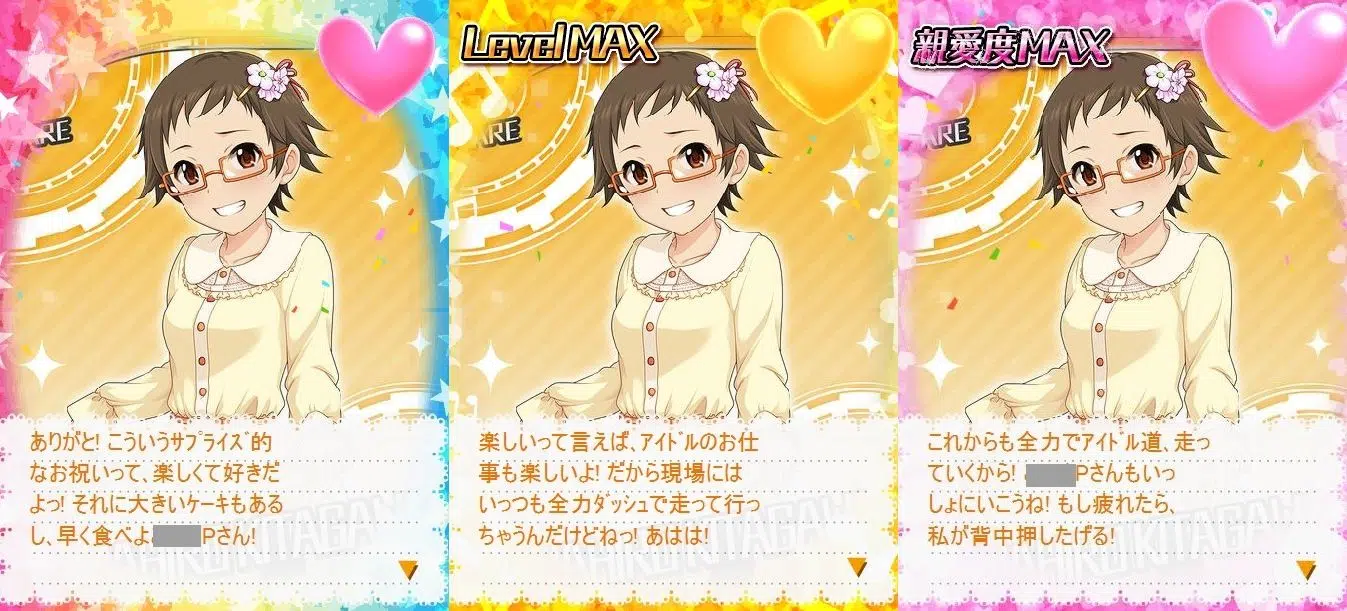 ARE
ありがと! こういうｻﾌﾟﾗｲｽﾞ的
なお祝いって、楽しくて好きだ
よっ! それに大きいケーキもある
し、早く食べよ
Pさん!
Level MAX
ARE
楽しいって言えば、ｱｲﾄﾞﾙのお仕
事も楽しいよ! だから現場には
いっつも全力ﾀﾞｯｼｭで走って行っ
ちゃうんだけどねっ! あはは!
親愛度MAX
ARE
これからも全力でｱｲﾄﾞﾙ道、走っ
ていくから!
Pさんもいっ
しょにいこうね! もし疲れたら、
私が背中押したげる!